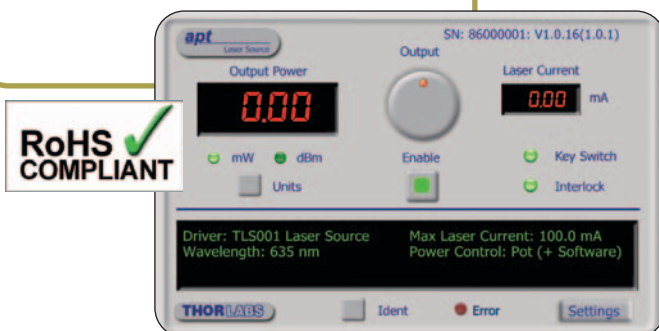 apt
Laser Source
SN: 86000001: V1.0.16(1.0.1)
Output
Output Power
Laser Current
0.00
0.00 mA
mW dBm
Enable
Key Switch
Units
Interlock
RoHS
COMPLIANT
Driver: TLS001 Laser Source
Max Laser Current: 100.0 mA
Wavelength: 635 nm
Power Control: Pot (+ Software)
THORLABS
Ident
Error
Settings